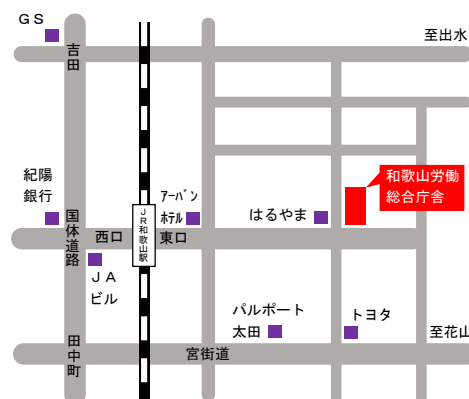 ＧＳ
吉田
至出水
紀陽
銀行
国体道路
西口
ＪＲ和歌山駅
ｱｰﾊﾞﾝ
ﾎﾃﾙ
東口
はるやま
和歌山労働
総合庁舎
ＪＡ
ビル
田中町
宮街道
パルポート
太田
トヨタ
至花山